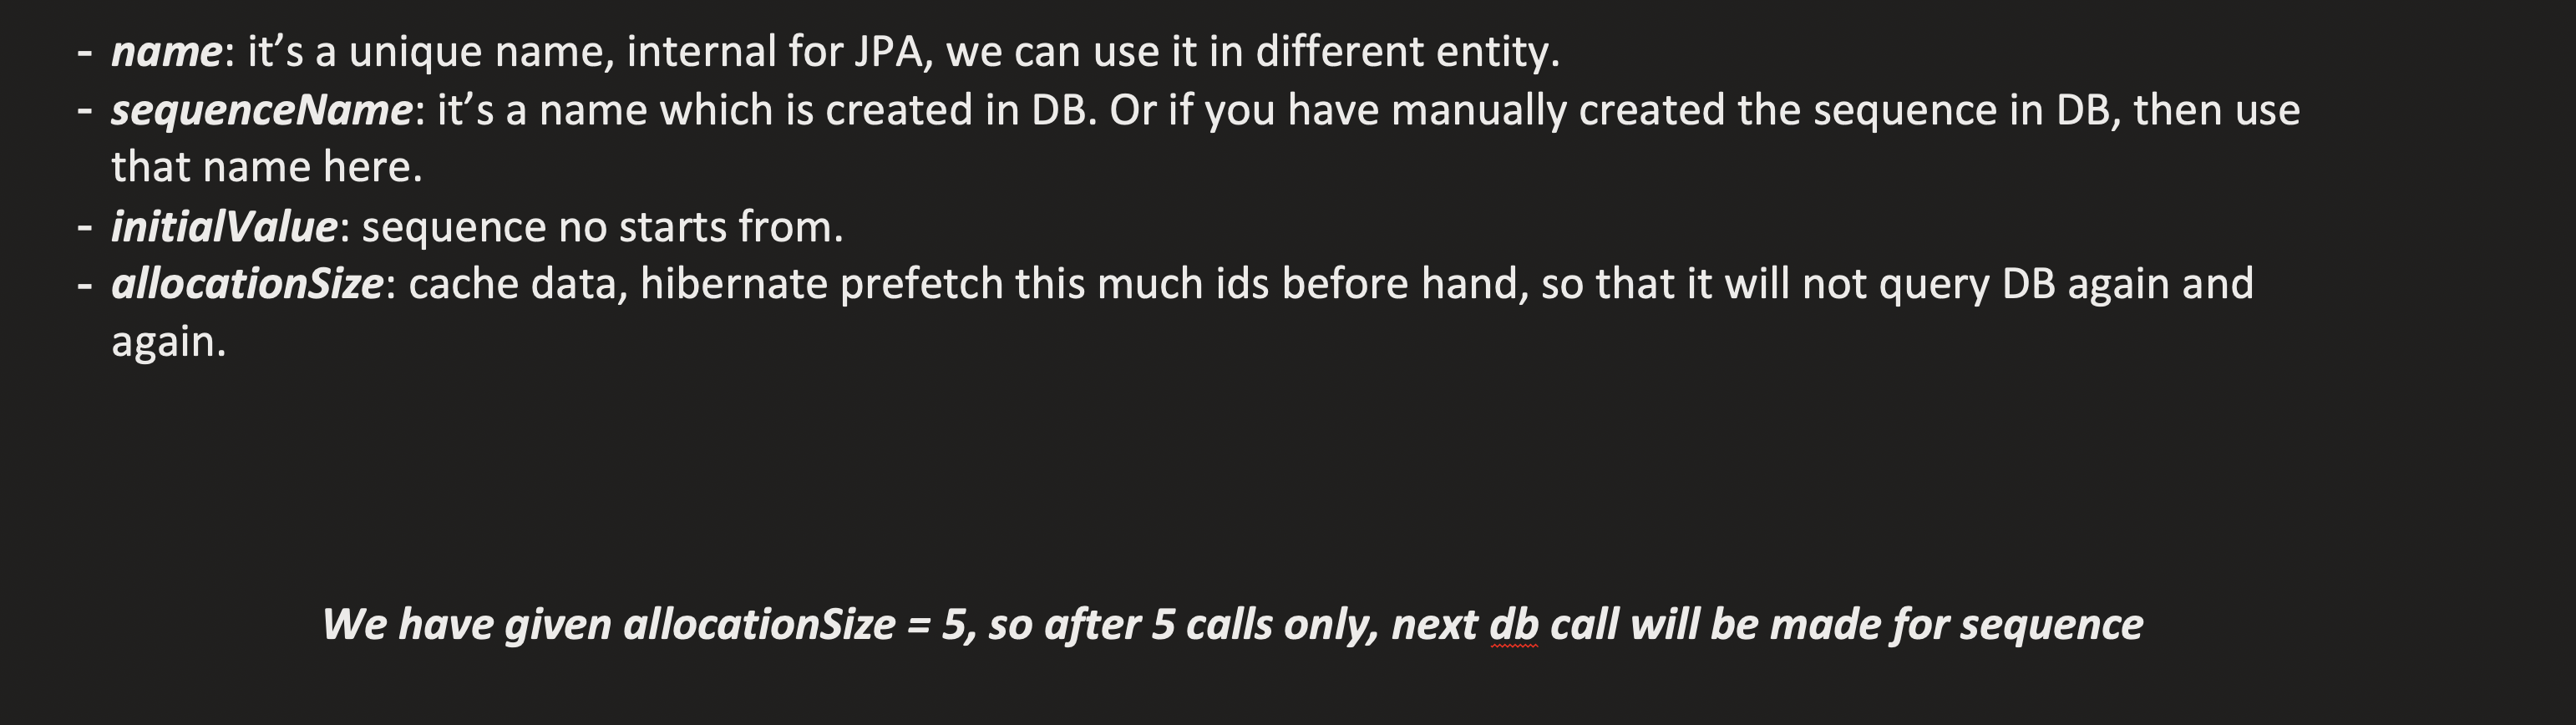 - name: it’s a unique name, internal for JPA, we can use it in different entity.
- sequenceName: it’s a name which is created in DB. Or if you have manually created the sequence in DB, then use
that name here.
- initialValue: sequence no starts from.
- allocationSize: cache data, hibernate prefetch this much ids before hand, so that it will not query DB again and
again.
We have given allocationSize = 5, so after 5 calls only, next db call will be made for sequence